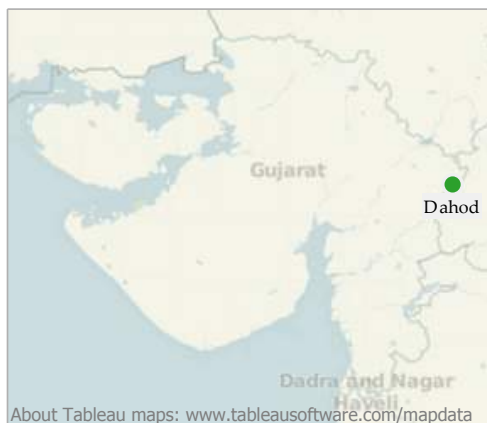 Gujarat
Dahod
Dadra and Nagar
Haveli
About Tableau maps: www.tableausoftware.com/mapdata